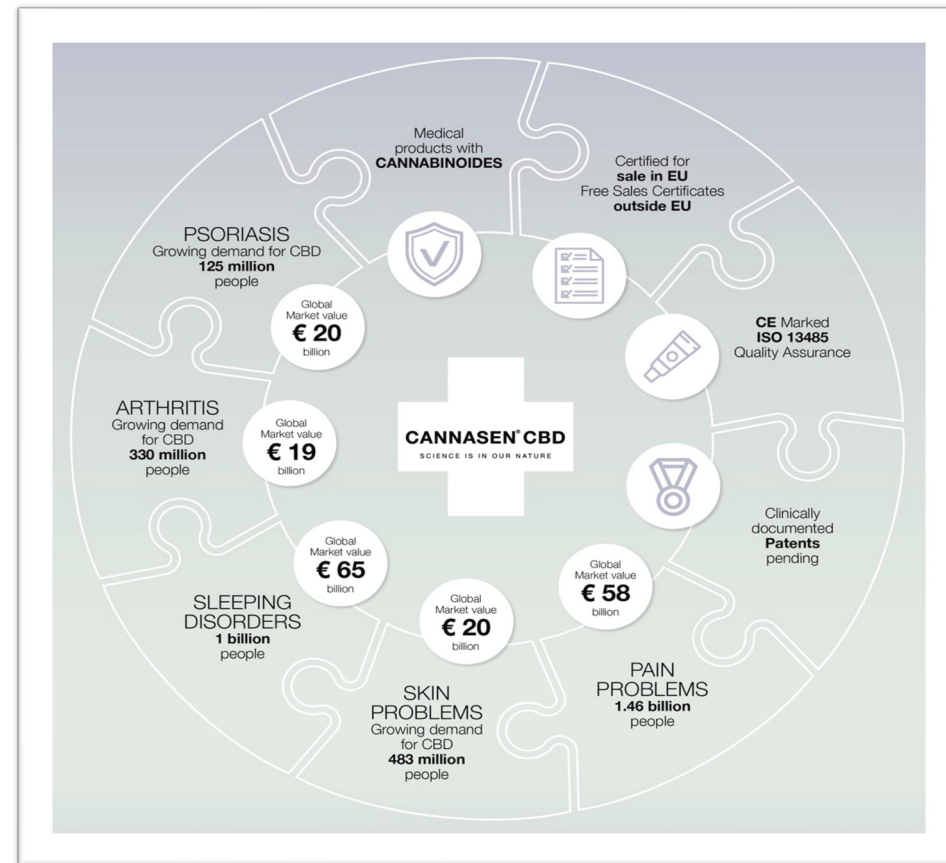 Medical
products with
CANNABINOIDES
Certified for
sale in EU
Free Sales Certificates
outside EU
CE Marked
ISO 13485
Quality Assurance
Clinically
documented
Patents
pending
Global
Market value
€ 58
billion
PAIN
PROBLEMS
1.46 billion
people
Global
Market value
€ 20
billion
SKIN
PROBLEMS
Growing demand
for CBD
483 million
people
Global
Market value
€ 65
billion
SLEEPING
DISORDERS
1 billion
people
Global
Market value
€ 19
billion
ARTHRITIS
Growing demand
for CBD
330 million
people
PSORIASIS
Growing demand for CBD
125 million
people
Global
Market value
€ 20
billion
CANNASEN® CBD
SCIENCE IS IN OUR NATURE